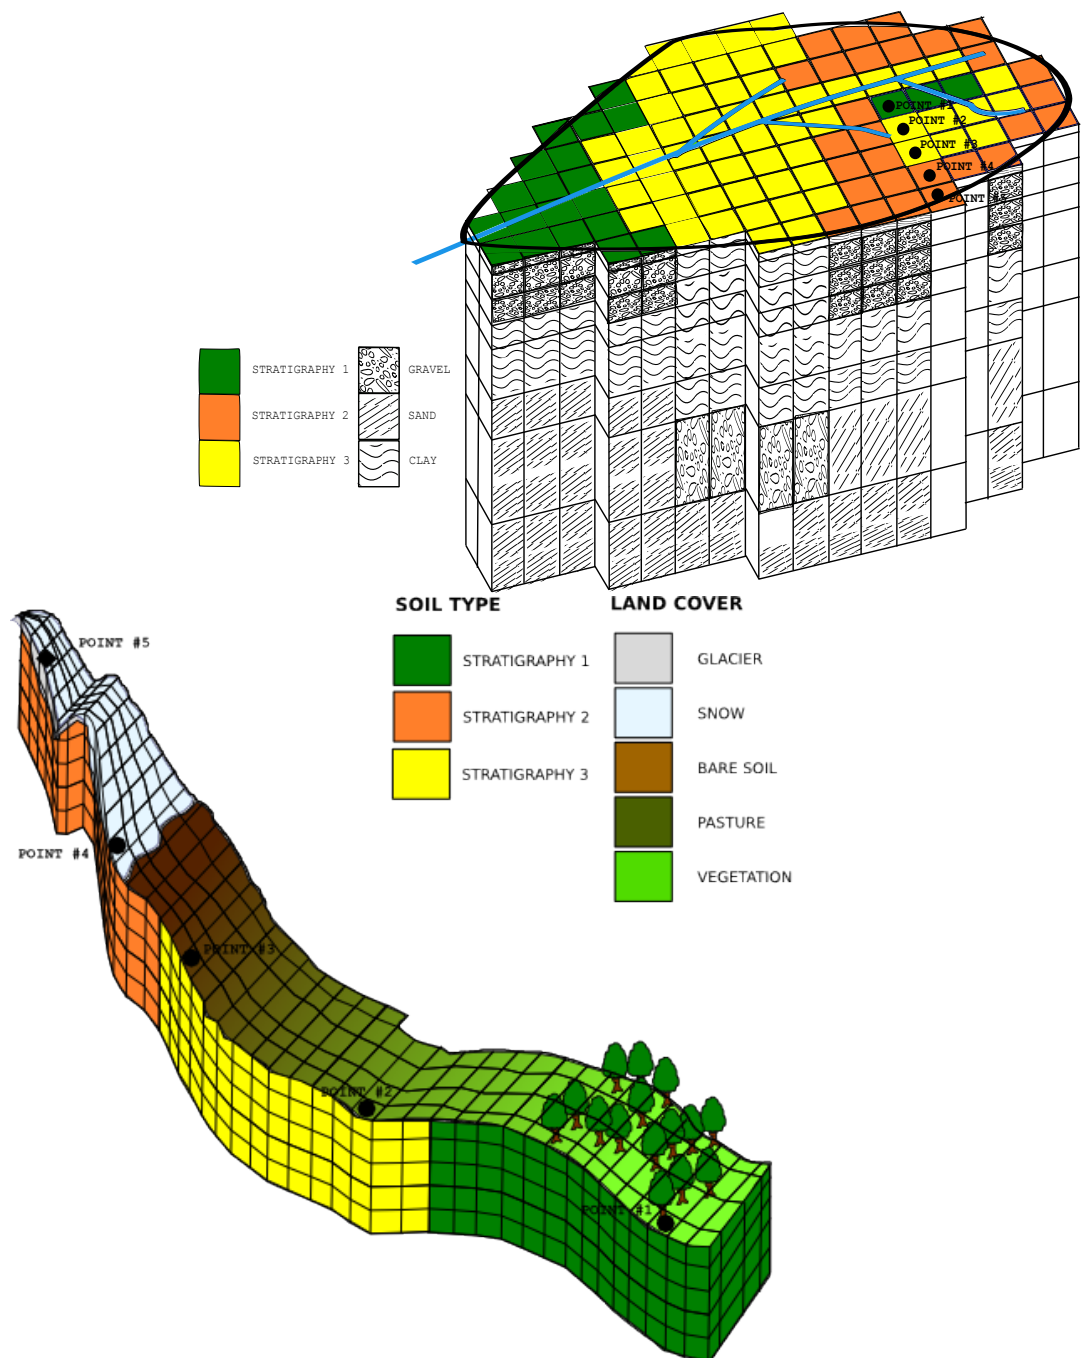 POINT #1
POINT #2
POINT #3
POINT #4
POINT
STRATIGRAPHY 1
GRAVEL
STRATIGRAPHY 2
SAND
STRATIGRAPHY 3
CLAY
SOIL TYPE
LAND COVER
STRATIGRAPHY 1
GLACIER
STRATIGRAPHY 2
SNOW
STRATIGRAPHY 3
BARE SOIL
PASTURE
VEGETATION
POINT #5
POINT #4
POINT #3
POINT #2
POINT #1